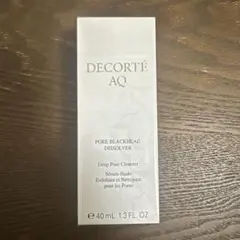 DECORTÉ
AQ
PORE BLACKHEAD
DISSOLVER
Deep Pore Cleanser
Sérum-Huile
Exfoliant et Nettoyant
pour les Pores
℮ 40 mL 1.3 FL. OZ.